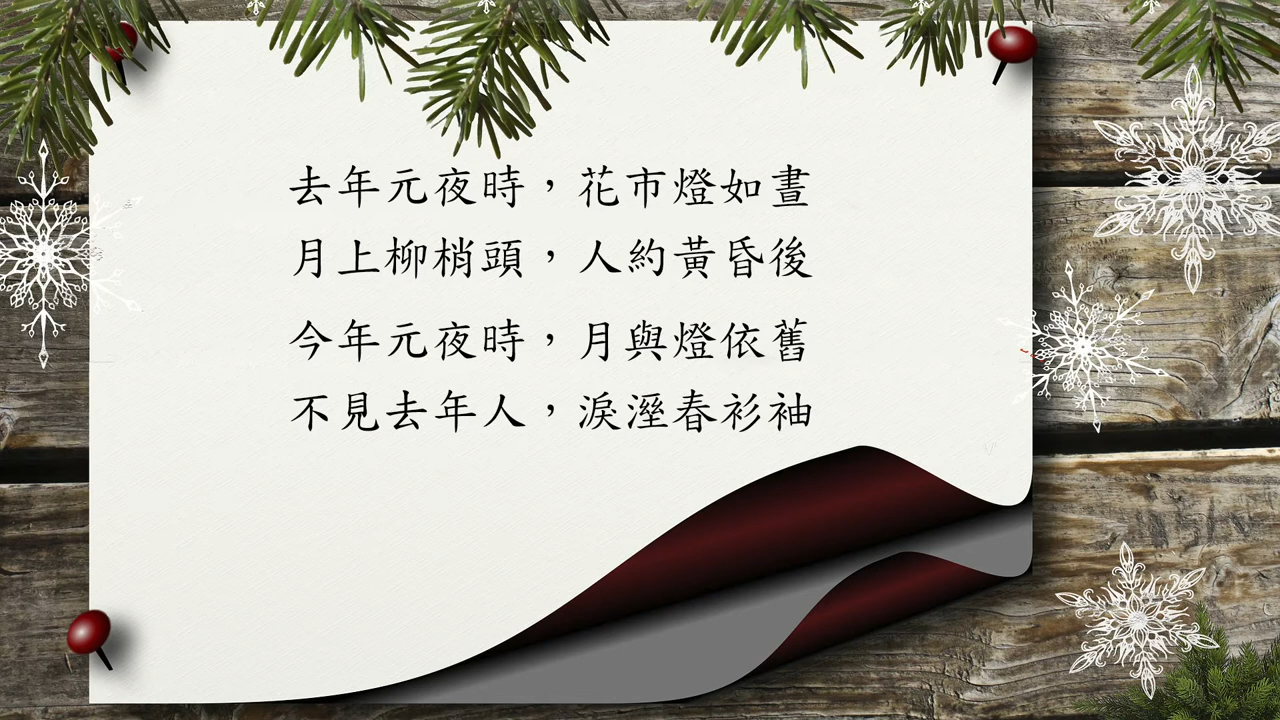 去年元夜時，花市燈如晝
月上柳梢頭，人約黃昏後
今年元夜時，月與燈依舊
不見去年人，淚溼春衫袖